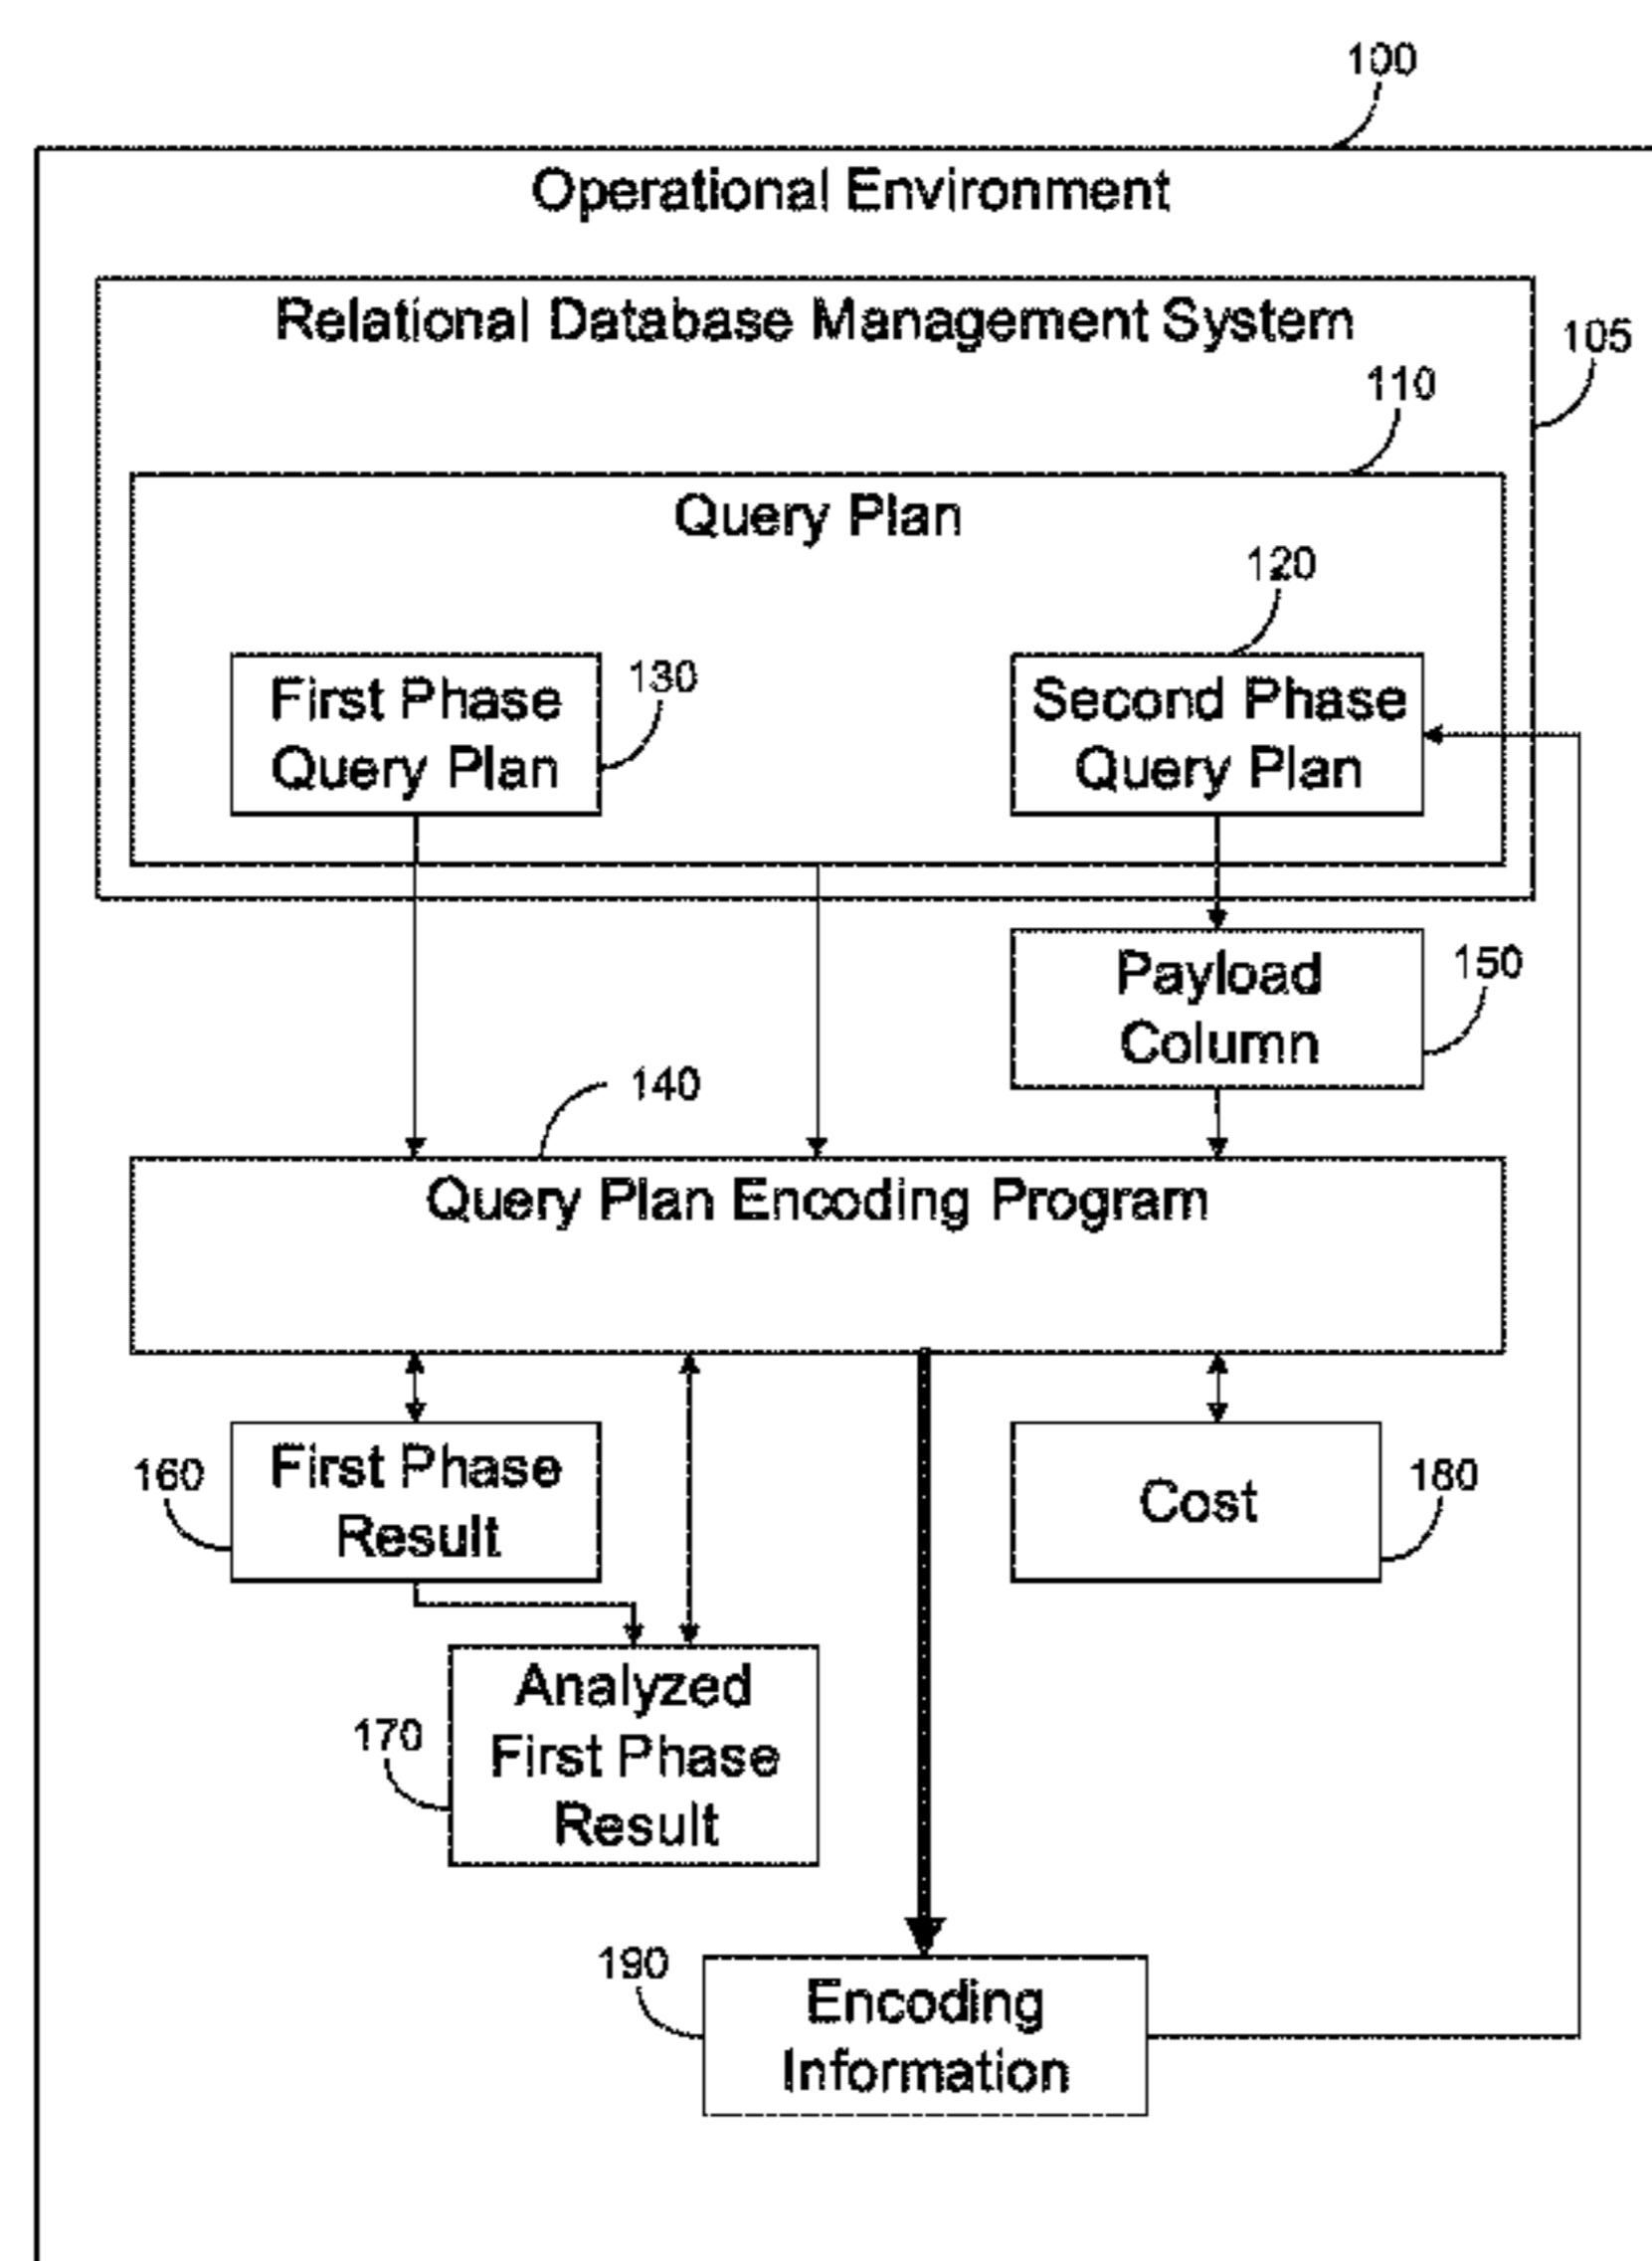 100
Operational Environment
Relational Database Management System
105
110
Query Plan
120
First Phase
Query Plan
130
Second Phase
Query Plan
Payload
Column
150
140
Query Plan Encoding Program
160
First Phase
Result
Cost
180
170
Analyzed
First Phase
Result
190
Encoding
Information